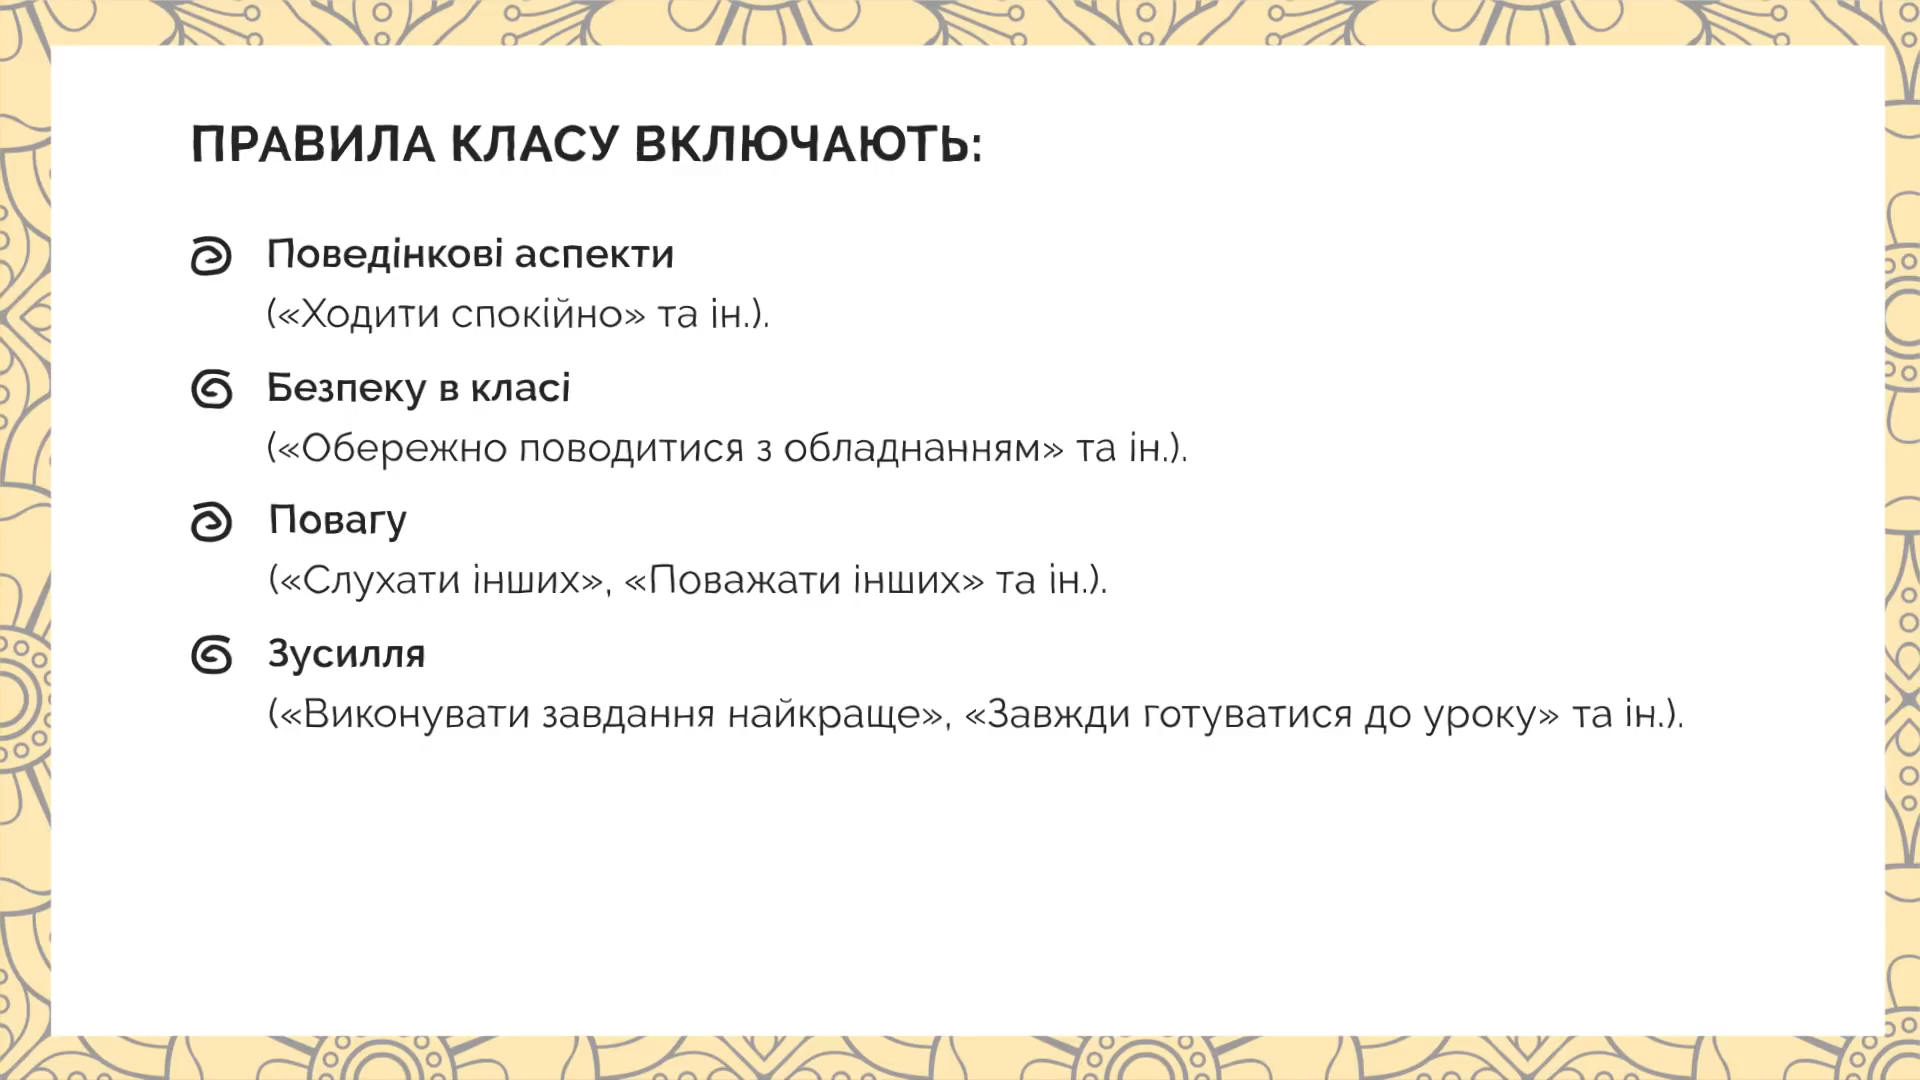 ПРАВИЛА КЛАСУ ВКЛЮЧАЮТЬ:
Поведінкові аспекти
(«Ходити спокійно» та ін.).
Безпеку в класі
(«Обережно поводитися з обладнанням» та ін.).
Повагу
(«Слухати інших», «Поважати інших» та ін.).
Зусилля
(«Виконувати завдання найкраще», «Завжди готуватися до уроку» та ін.).